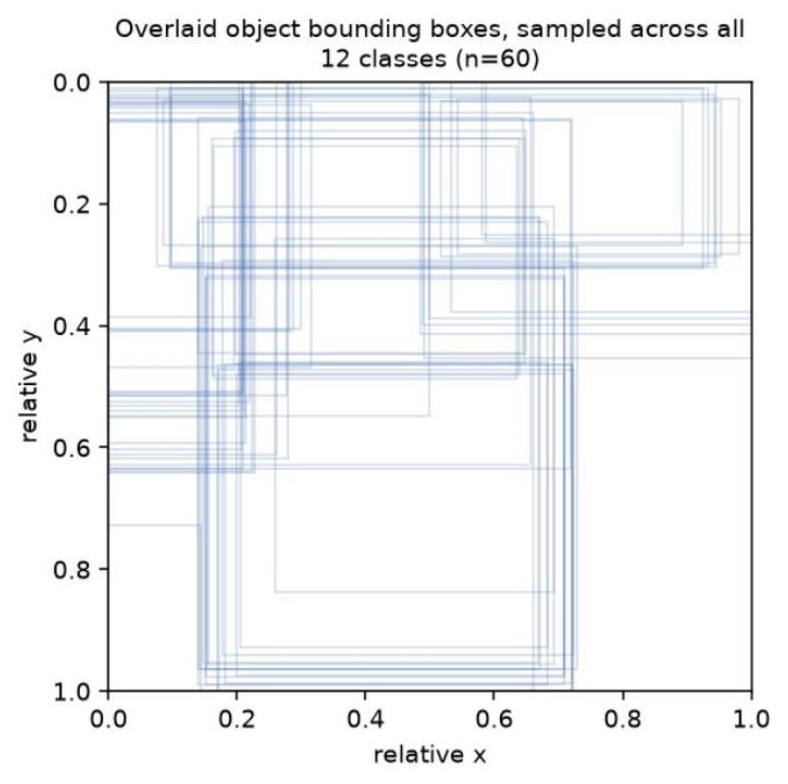 Overlaid object bounding boxes, sampled across all
12 classes (n=60)
0.0
0.2
0.4
0.6
0.8
1.0
relative y
0.0 0.2 0.4 0.6 0.8 1.0
relative x